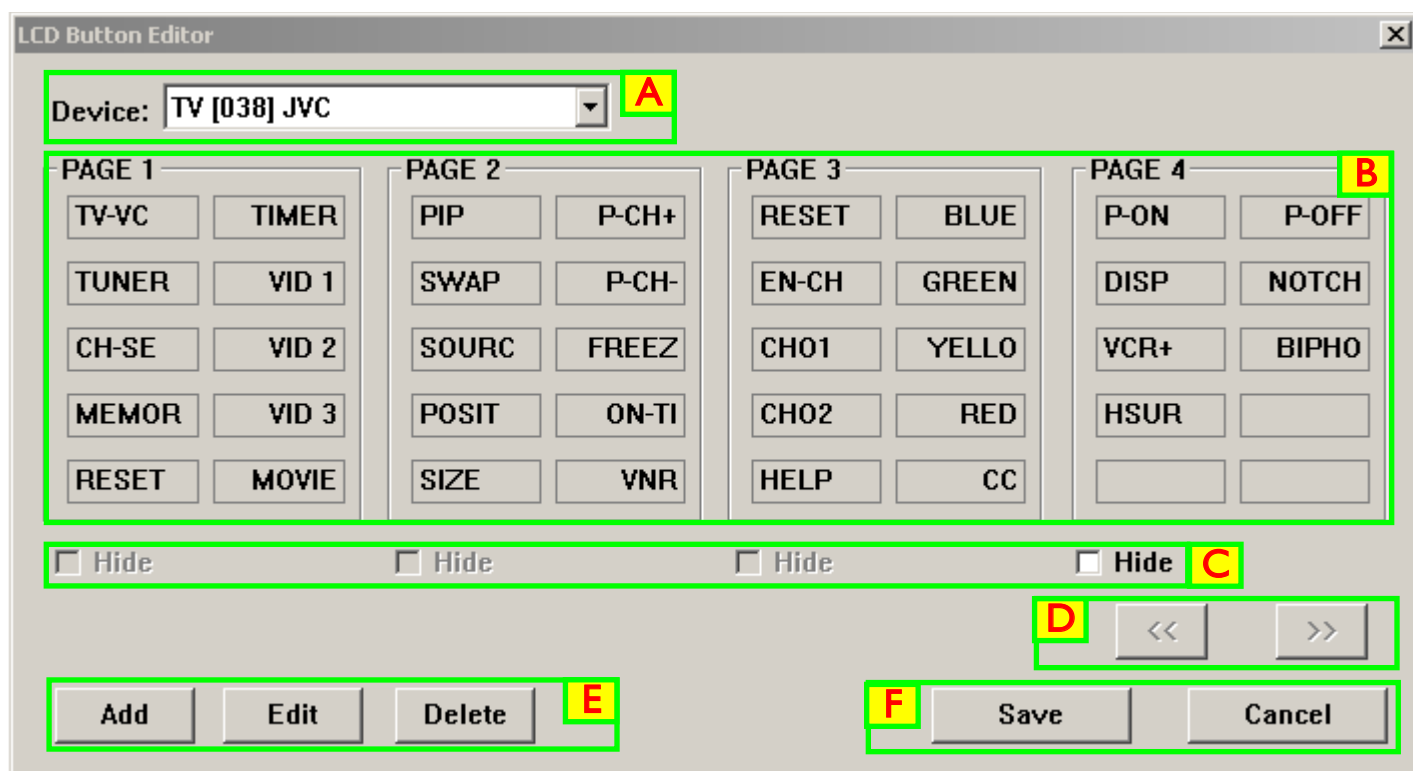 LCD Button Editor
Device: TV [038] JVC A
PAGE 1 PAGE 2 PAGE 3 PAGE 4 B
TV-VC TIMER PIP P-CH+ RESET BLUE P-ON P-OFF
TUNER VID 1 SWAP P-CH- EN-CH GREEN DISP NOTCH
CH-SE VID 2 SOURC FREEZ CHO1 YELLO VCR+ BIPHO
MEMOR VID 3 POSIT ON-TI CHO2 RED HSUR
RESET MOVIE SIZE VNR HELP CC
Hide Hide Hide Hide C
D << >>
Add Edit Delete E F Save Cancel